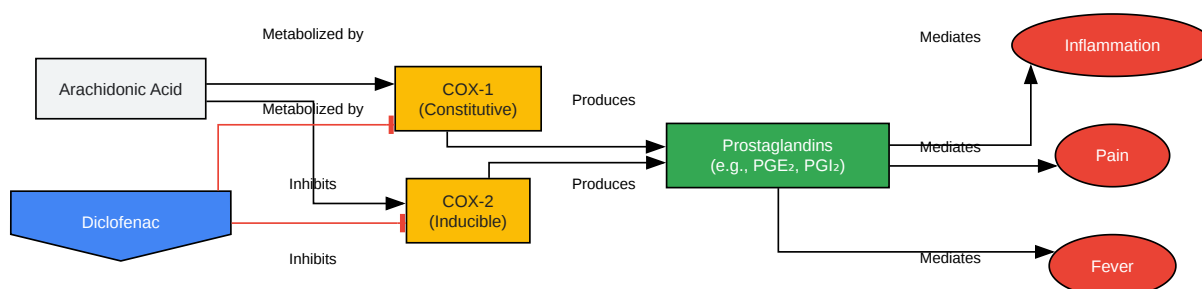 Metabolized by
Mediates
Inflammation
Arachidonic Acid
COX-1
(Constitutive)
Metabolized by
Produces
Prostaglandins
(e.g., PGE₂, PGI₂)
Mediates
Pain
Inhibits
COX-2
(Inducible)
Produces
Diclofenac
Inhibits
Mediates
Fever